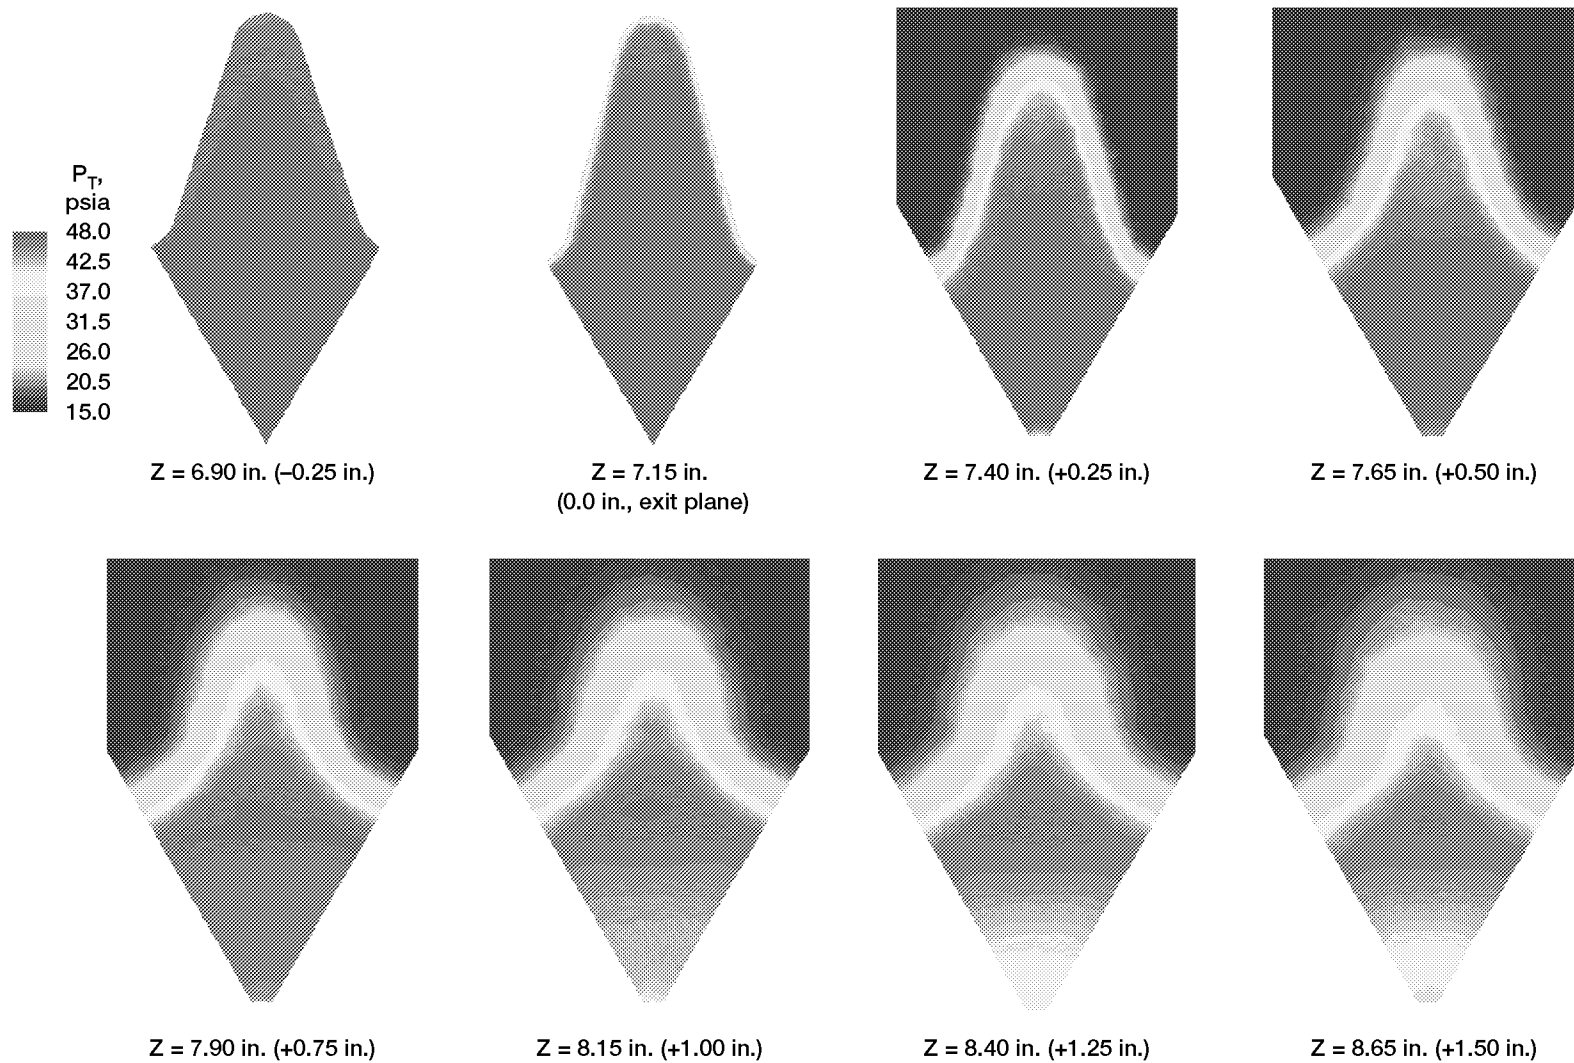 P_T,
psia
48.0
42.5
37.0
31.5
26.0
20.5
15.0
Z = 6.90 in. (–0.25 in.)
Z = 7.15 in.
(0.0 in., exit plane)
Z = 7.40 in. (+0.25 in.)
Z = 7.65 in. (+0.50 in.)
Z = 7.90 in. (+0.75 in.)
Z = 8.15 in. (+1.00 in.)
Z = 8.40 in. (+1.25 in.)
Z = 8.65 in. (+1.50 in.)